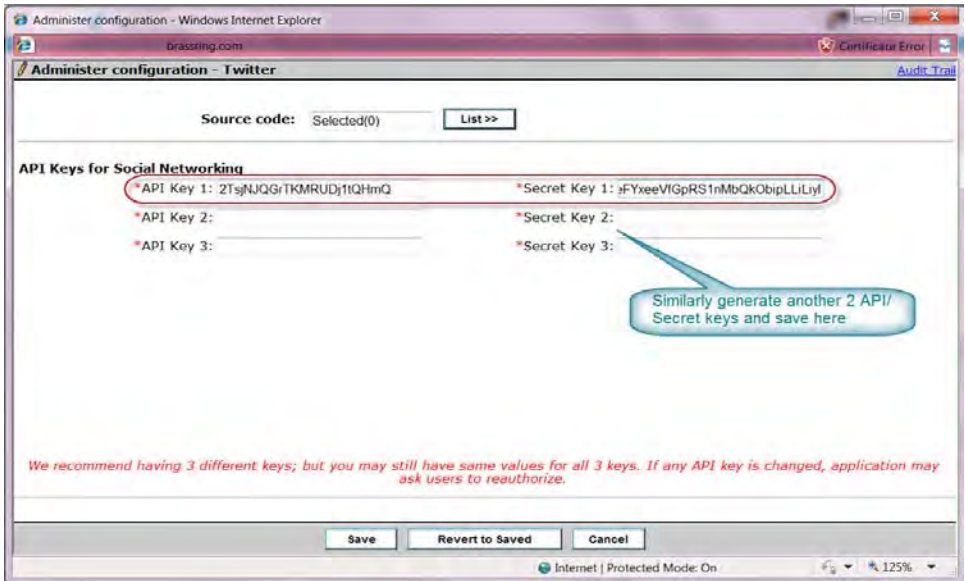 Administer configuration - Windows Internet Explorer
brassring.com
Certificate Error
Administer configuration - Twitter
Audit Trail
Source code: Selected(0) List >>
API Keys for Social Networking
*API Key 1: 2TsjNJQGrTKMRUDj1tQHmQ *Secret Key 1:
*API Key 2: *Secret Key 2:
*API Key 3: *Secret Key 3:
Similarly generate another 2 API/
Secret keys and save here
We recommend having 3 different keys; but you may still have same values for all 3 keys. If any API key is changed, application may
ask users to reauthorize.
Save Revert to Saved Cancel
Internet | Protected Mode: On 125%